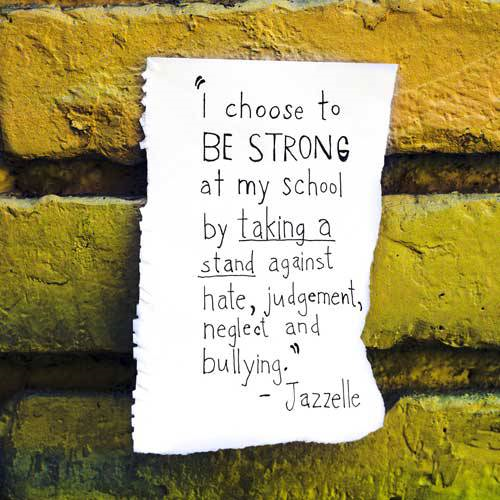 "I choose to
BE STRONG
at my school
by taking a
stand against
hate, judgement,
neglect and
bullying."
- Jazzelle